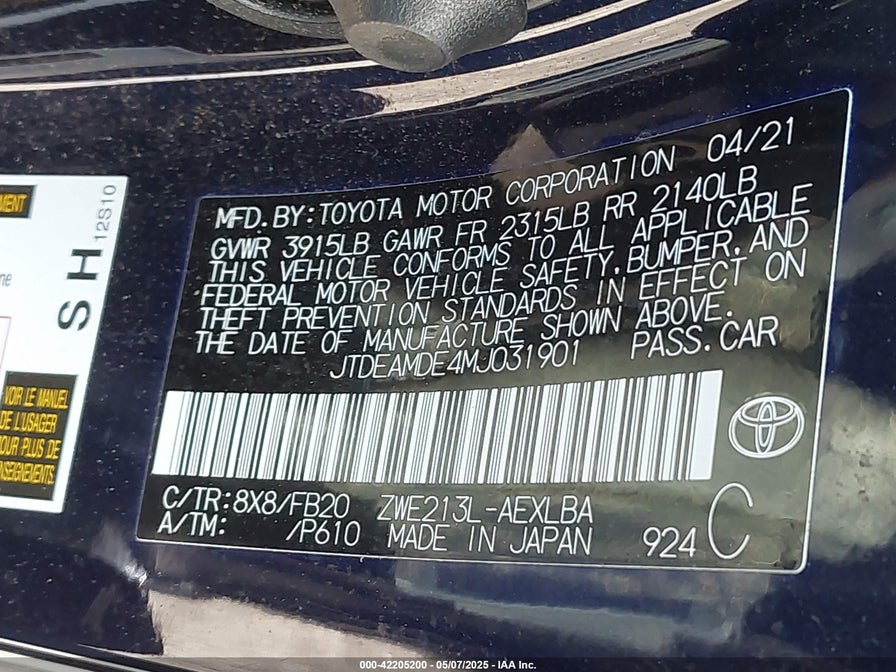 MENT
12S10
SH
ne
VOIR LE MANUEL
DE L'USAGER
POUR PLUS DE
RENSEIGNEMENTS
MFD. BY: TOYOTA MOTOR CORPORATION 04/21
GVWR 3915LB GAWR FR 2315LB RR 2140LB
THIS VEHICLE CONFORMS TO ALL APPLICABLE
FEDERAL MOTOR VEHICLE SAFETY, BUMPER, AND
THEFT PREVENTION STANDARDS IN EFFECT ON
THE DATE OF MANUFACTURE SHOWN ABOVE.
JTDEAMDE4MJ031901 PASS. CAR
C/TR: 8X8/FB20 ZWE213L-AEXLBA
A/TM: /P610 MADE IN JAPAN 924 C
000-42205200 - 05/07/2025 - IAA Inc.